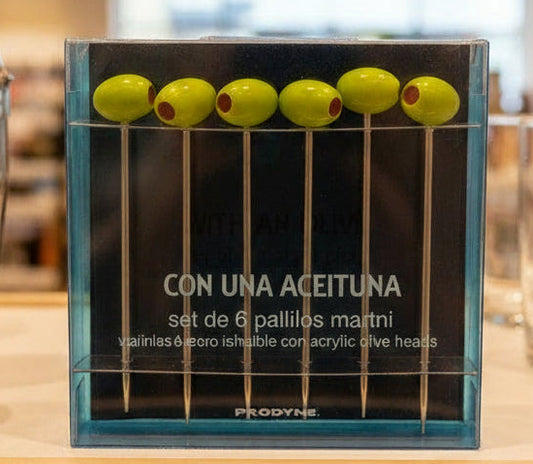 CON UNA ACEITUNA
set de 6 pallilos martni
con acrylic olive heads
PRODYNE